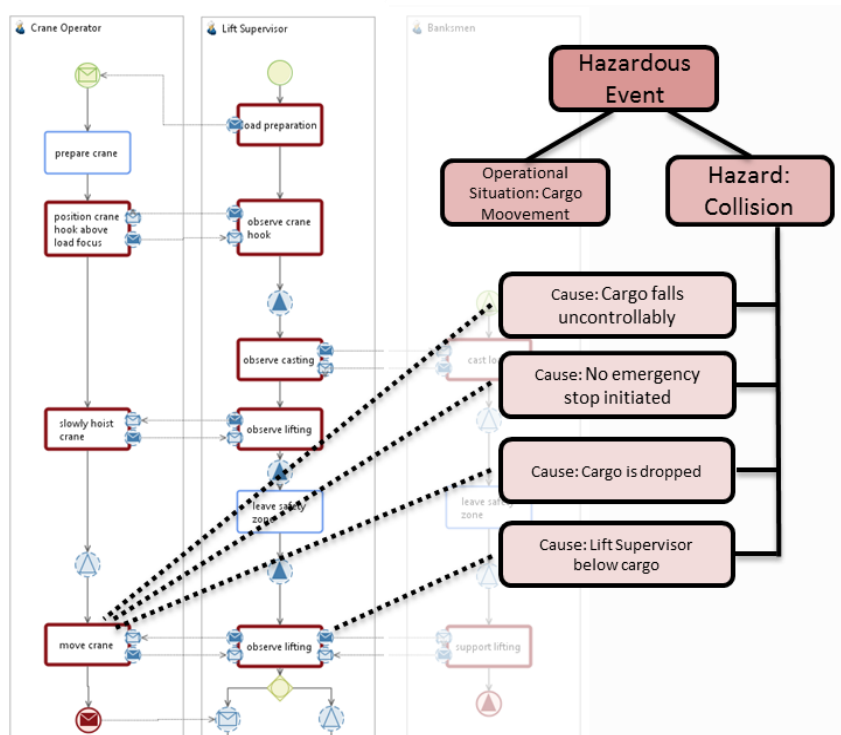 Crane Operator
Lift Supervisor
Banksmen
Hazardous
Event
load preparation
prepare crane
Operational
Situation: Cargo
Moovement
Hazard:
Collision
position crane
hook above
load focus
observe crane
hook
Cause: Cargo falls
uncontrollably
observe casting
Cause: No emergency
stop initiated
cast
slowly hoist
crane
observe lifting
Cause: Cargo is dropped
leave safety
zone
leave safety
zone
Cause: Lift Supervisor
below cargo
move crane
observe lifting
support lifting